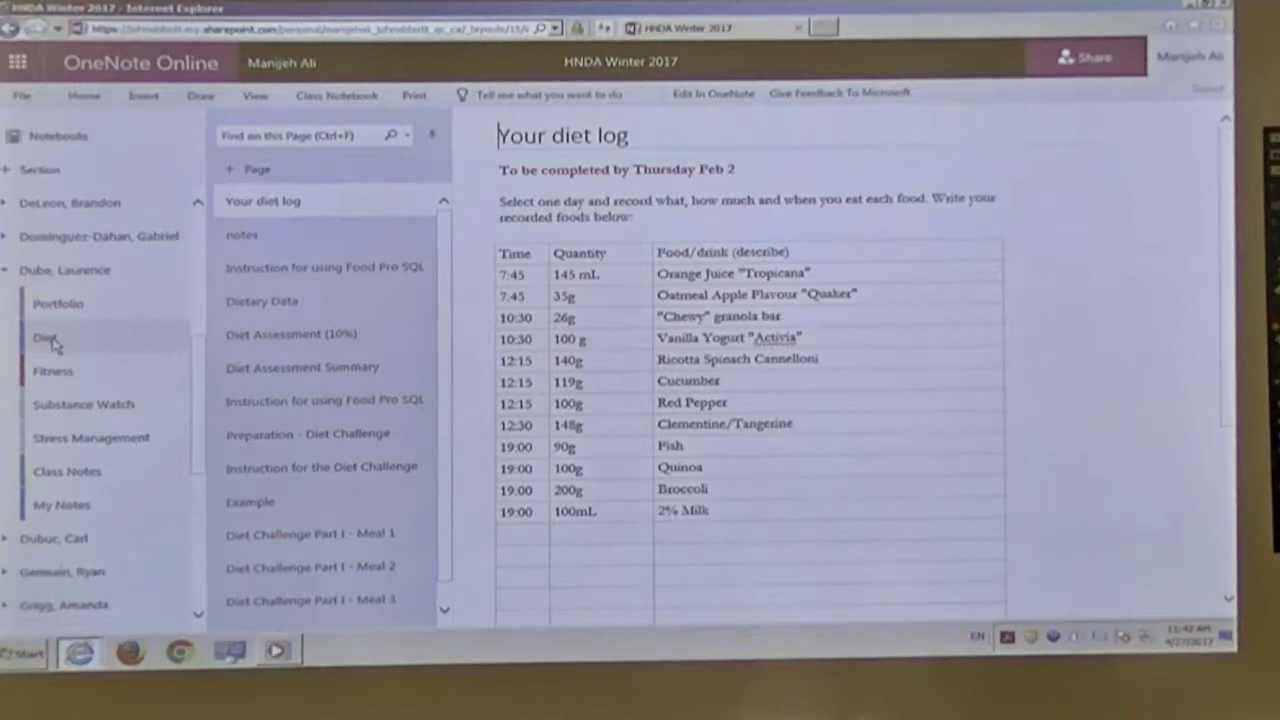 HNDA Winter 2017 - Internet Explorer
HNDA Winter 2017
OneNote Online
Manijeh Ali
HNDA Winter 2017
Share
Manijeh Ali
File Home Insert Draw View Class Notebook Print Tell me what you want to do Edit In OneNote Give Feedback To Microsoft
Saved
Notebooks
+ Section
DeLeon, Brandon
Dominguez-Dahan, Gabriel
Dube, Laurence
Portfolio
Diet
Fitness
Substance Watch
Stress Management
Class Notes
My Notes
Dubuc, Carl
Germain, Ryan
Grigg, Amanda
Find on this Page (Ctrl+F)
+ Page
Your diet log
notes
Instruction for using Food Pro SQL
Dietary Data
Diet Assessment (10%)
Diet Assessment Summary
Instruction for using Food Pro SQL
Preparation - Diet Challenge
Instruction for the Diet Challenge
Example
Diet Challenge Part I - Meal 1
Diet Challenge Part I - Meal 2
Diet Challenge Part I - Meal 3
Your diet log
To be completed by Thursday Feb 2
Select one day and record what, how much and when you eat each food. Write your
recorded foods below:
Time Quantity Food/drink (describe)
7:45 145 mL Orange Juice "Tropicana"
7:45 35g Oatmeal Apple Flavour "Quaker"
10:30 26g "Chewy" granola bar
10:30 100 g Vanilla Yogurt "Activia"
12:15 140g Ricotta Spinach Cannelloni
12:15 119g Cucumber
12:15 100g Red Pepper
12:30 148g Clementine/Tangerine
19:00 90g Fish
19:00 100g Quinoa
19:00 200g Broccoli
19:00 100mL 2% Milk
Start
EN
11:42 AM
4/27/2017